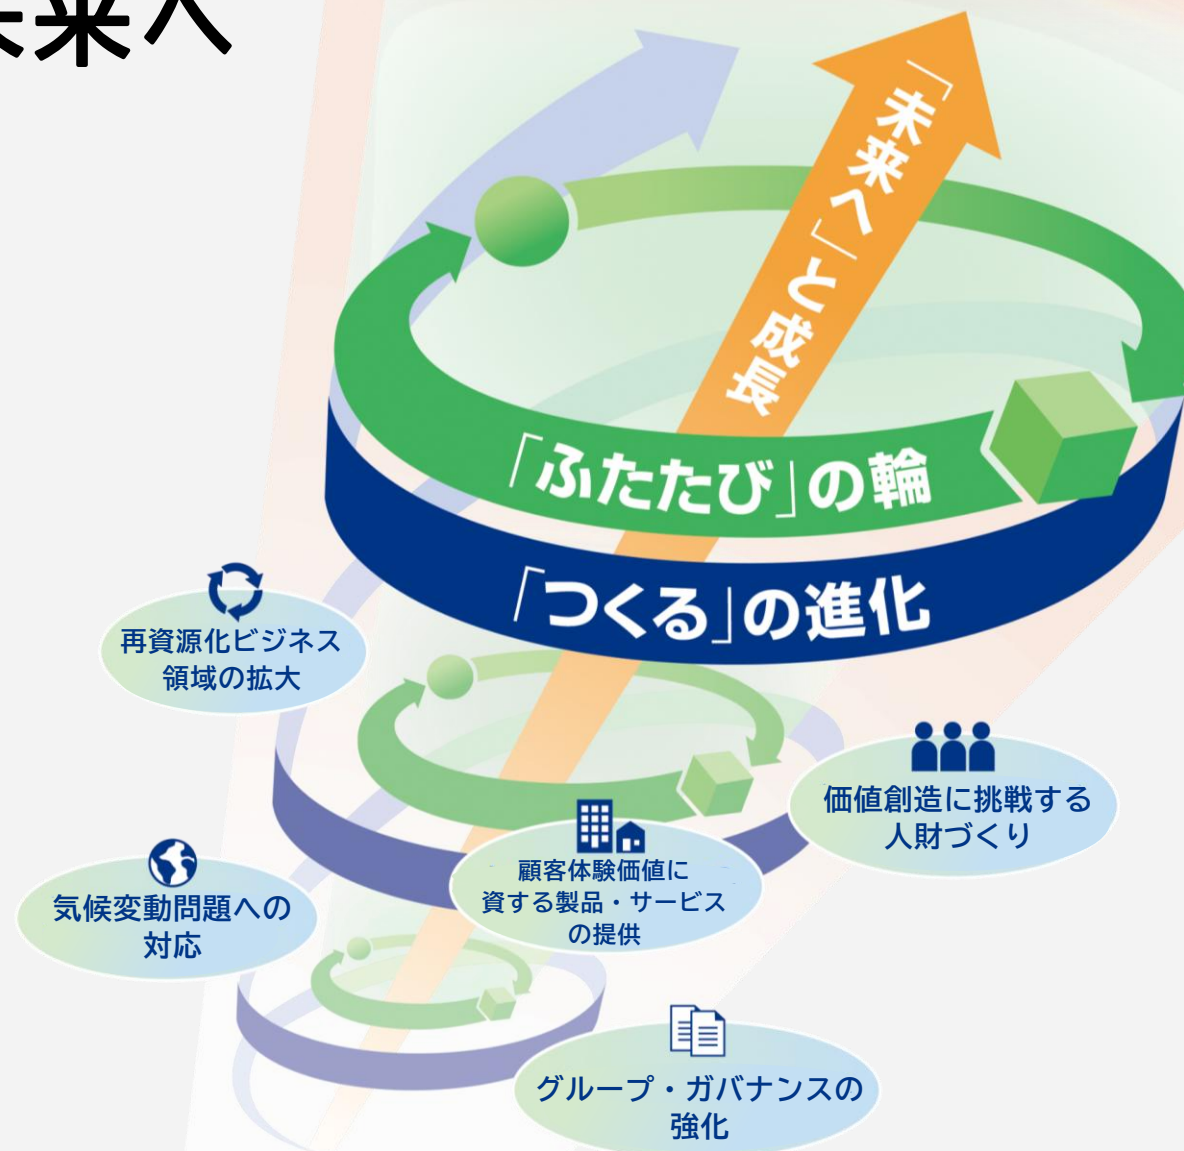 未来へ
「未来へ」と成長
「ふたたび」の輪
「つくる」の進化
再資源化ビジネス
領域の拡大
価値創造に挑戦する
人財づくり
顧客体験価値に
資する製品・サービス
の提供
気候変動問題への
対応
グループ・ガバナンスの
強化